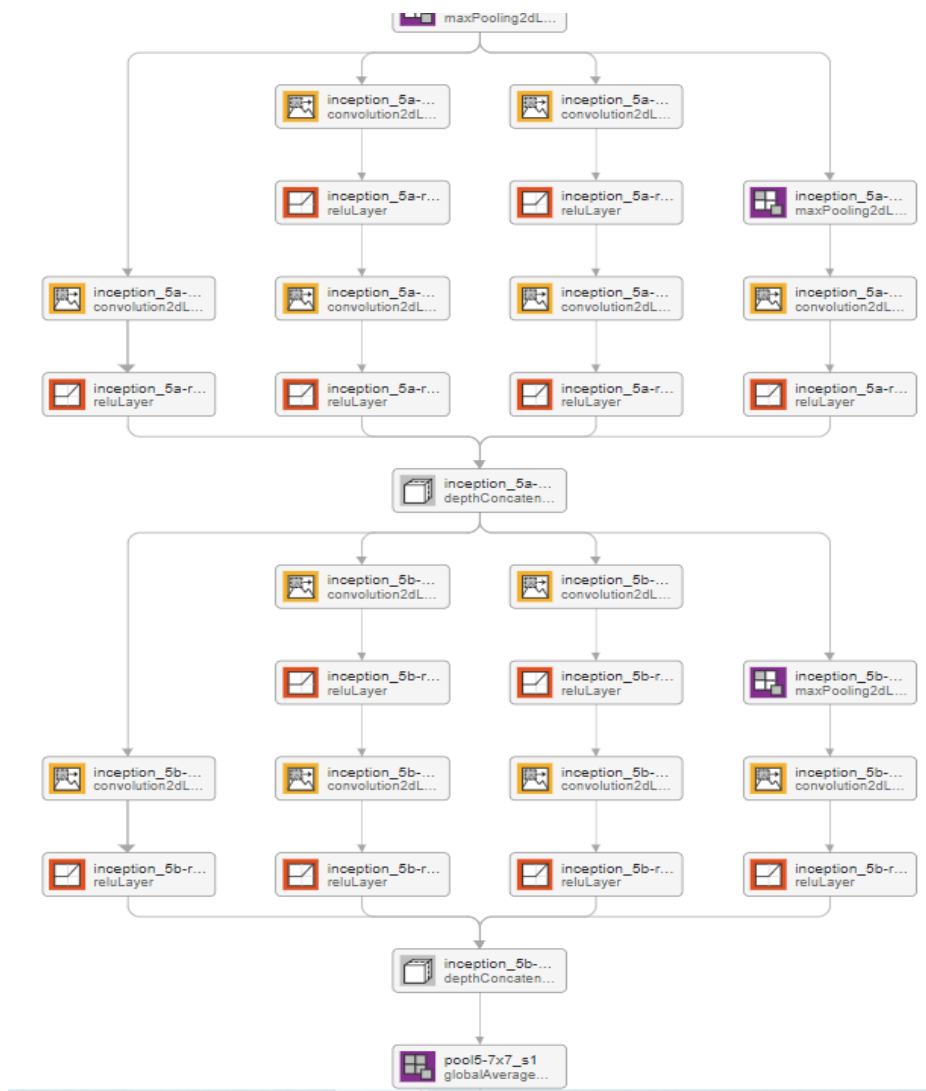 maxPooling2dL...
inception_5a-...
convolution2dL...
inception_5a-...
convolution2dL...
inception_5a-r...
reluLayer
inception_5a-r...
reluLayer
inception_5a-...
maxPooling2dL...
inception_5a-...
convolution2dL...
inception_5a-...
convolution2dL...
inception_5a-...
convolution2dL...
inception_5a-...
convolution2dL...
inception_5a-r...
reluLayer
inception_5a-r...
reluLayer
inception_5a-r...
reluLayer
inception_5a-r...
reluLayer
inception_5a-...
depthConcaten...
inception_5b-...
convolution2dL...
inception_5b-...
convolution2dL...
inception_5b-r...
reluLayer
inception_5b-r...
reluLayer
inception_5b-...
maxPooling2dL...
inception_5b-...
convolution2dL...
inception_5b-...
convolution2dL...
inception_5b-...
convolution2dL...
inception_5b-...
convolution2dL...
inception_5b-r...
reluLayer
inception_5b-r...
reluLayer
inception_5b-r...
reluLayer
inception_5b-r...
reluLayer
inception_5b-...
depthConcaten...
pool5-7x7_s1
globalAverage...